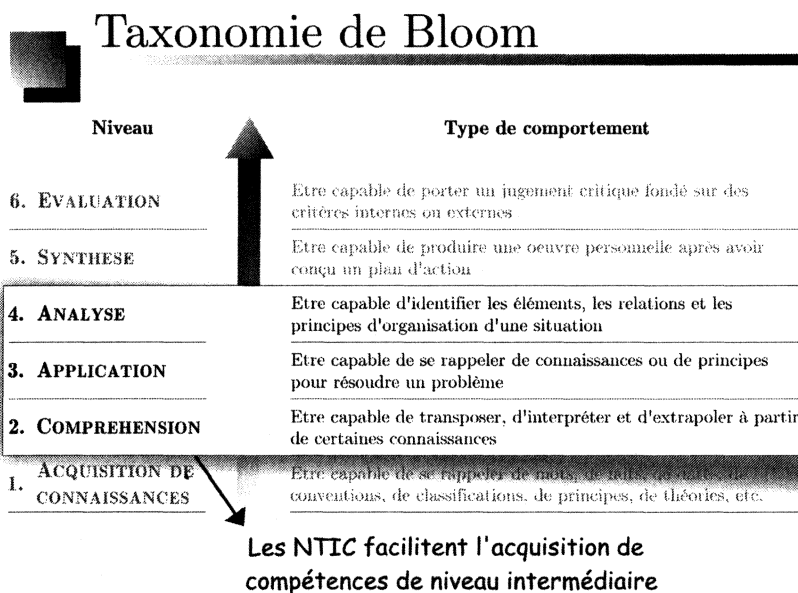 Taxonomie de Bloom
Niveau
Type de comportement
6. EVALUATION
Etre capable de porter un jugement critique fondé sur des
critères internes ou externes
5. SYNTHESE
Etre capable de produire une oeuvre personnelle après avoir
conçu un plan d'action
4. ANALYSE
Etre capable d'identifier les éléments, les relations et les
principes d'organisation d'une situation
3. APPLICATION
Etre capable de se rappeler de connaissances ou de principes
pour résoudre un problème
2. COMPREHENSION
Etre capable de transposer, d'interpréter et d'extrapoler à partir
de certaines connaissances
1. ACQUISITION DE
CONNAISSANCES
Etre capable de se rappeler de mots, de faits, de
conventions, de classifications. de principes, de théories, etc.
Les NTIC facilitent l'acquisition de
compétences de niveau intermédiaire